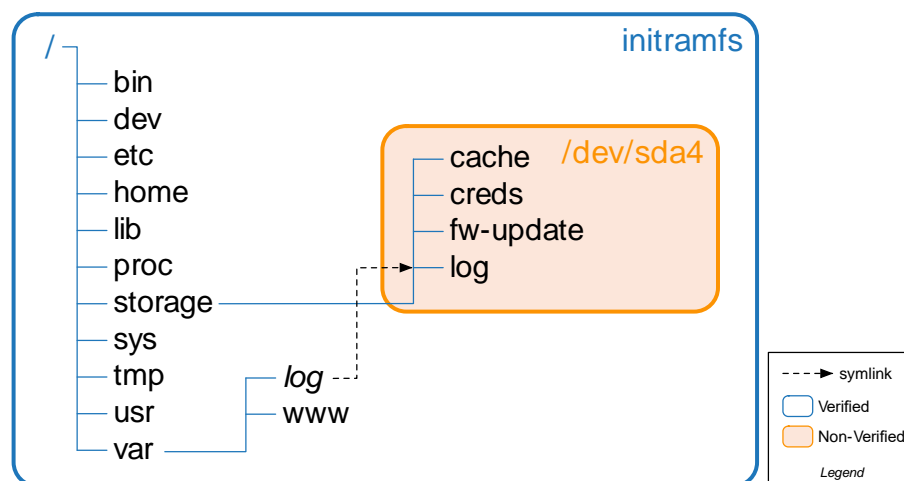 /
initramfs
bin
dev
etc
home
lib
proc
storage
sys
tmp
usr
var
log
www
/dev/sda4
cache
creds
fw-update
log
symlink
Verified
Non-Verified
Legend